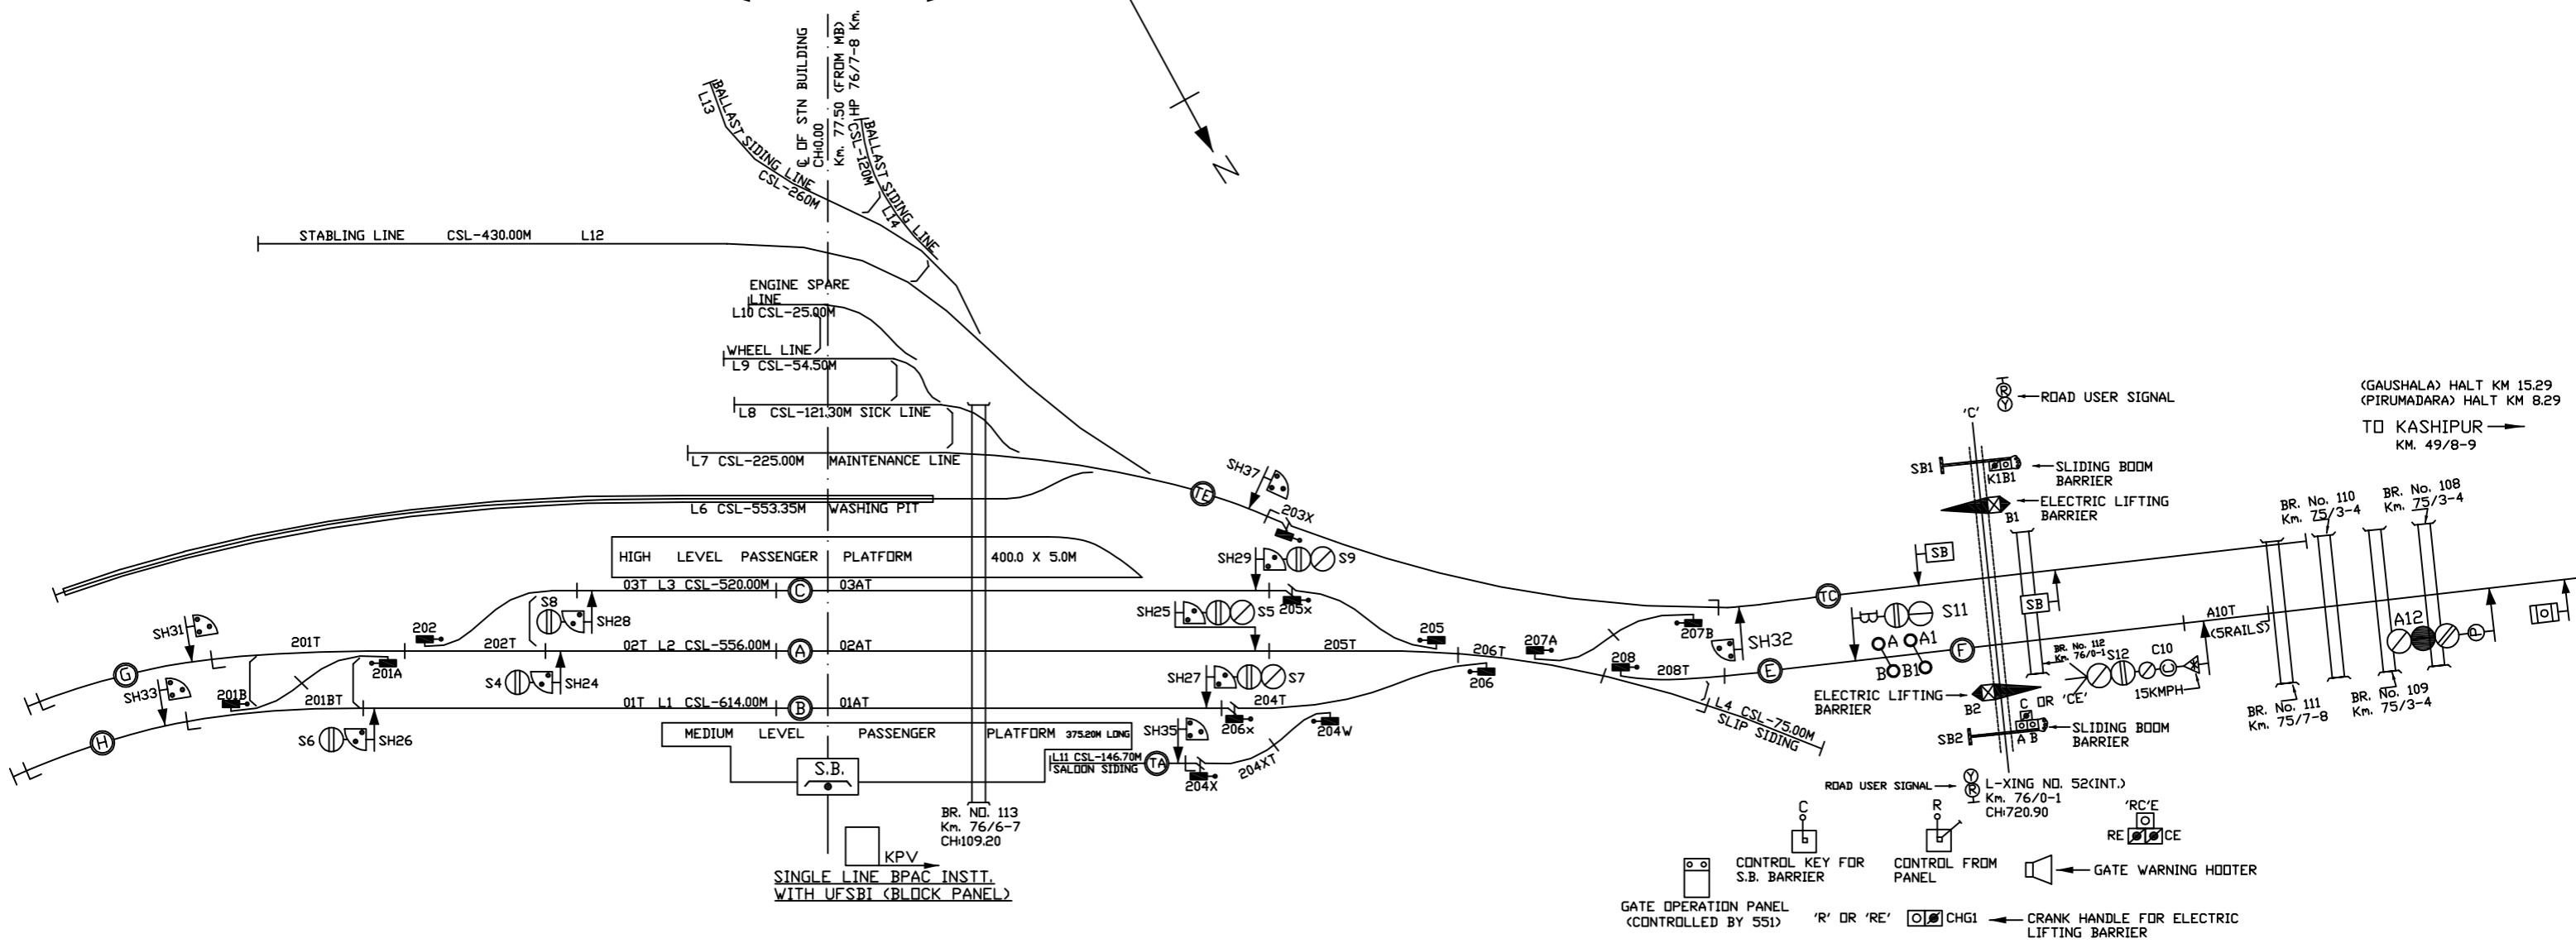 ℄ OF STN BUILDING
CH:0.00
Km. 77.50 (FROM MB)
HP 76/7-8 Km.
BALLAST SIDING LINE
CSL-260M
L13
BALLAST SIDING LINE
CSL-120M
L14
N
STABLING LINE CSL-430.00M L12
ENGINE SPARE
LINE
L10 CSL-25.00M
WHEEL LINE
L9 CSL-54.50M
L8 CSL-121.30M SICK LINE
L7 CSL-225.00M MAINTENANCE LINE
L6 CSL-553.35M WASHING PIT
HIGH LEVEL PASSENGER PLATFORM 400.0 X 5.0M
TE
SH37
203X
SH29 S9
03T L3 CSL-520.00M C 03AT
205x
S8
SH28
SH25 S5
SH31
201T
202
202T
02T L2 CSL-556.00M A 02AT
205T
205
206T
207A
207B
SH32
TC
G
SH33
201B
201A
201BT
S4 SH24
01T L1 CSL-614.00M B 01AT
SH27 S7
204T
206
208
208T
E
F
H
S6 SH26
MEDIUM LEVEL PASSENGER PLATFORM 375.20M LONG
SH35
206x
204W
L4 CSL-75.00M
SLIP SIDING
S.B.
L11 CSL-146.70M
SALOON SIDING
TA
204X
204XT
BR. NO. 113
Km. 76/6-7
CH:109.20
KPV
SINGLE LINE BPAC INSTT.
WITH UFSBI (BLOCK PANEL)
R
Y
ROAD USER SIGNAL
'C'
(GAUSHALA) HALT KM 15.29
(PIRUMADARA) HALT KM 8.29
TO KASHIPUR
KM. 49/8-9
SB1
K1B1
SLIDING BOOM
BARRIER
ELECTRIC LIFTING
BARRIER
B1
BR. No. 110
Km. 75/3-4
BR. No. 108
Km. 75/3-4
SB
SB
B
S11
A A1
B B1
A10T
(5RAILS)
A12
P
BR. No. 112
Km. 76/0-1
S12
C10
C
15KMPH
ELECTRIC LIFTING
BARRIER
B2
C OR 'CE'
SB2
A B
SLIDING BOOM
BARRIER
BR. No. 111
Km. 75/7-8
BR. No. 109
Km. 75/3-4
ROAD USER SIGNAL
Y
R
L-XING NO. 52(INT.)
Km. 76/0-1
CH:720.90
C
CONTROL KEY FOR
S.B. BARRIER
R
CONTROL FROM
PANEL
'RC'E
RE CE
GATE WARNING HOOTER
GATE OPERATION PANEL
(CONTROLLED BY 551)
'R' OR 'RE' CHG1
CRANK HANDLE FOR ELECTRIC
LIFTING BARRIER